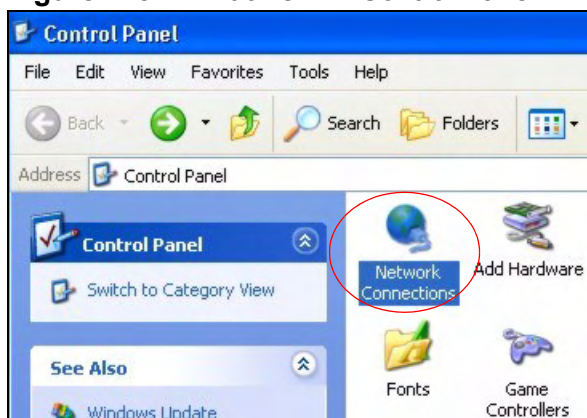 Control Panel
File Edit View Favorites Tools Help
Back Search Folders
Address Control Panel
Control Panel
Switch to Category View
See Also
Windows Update
Network Connections
Add Hardware
Fonts
Game Controllers